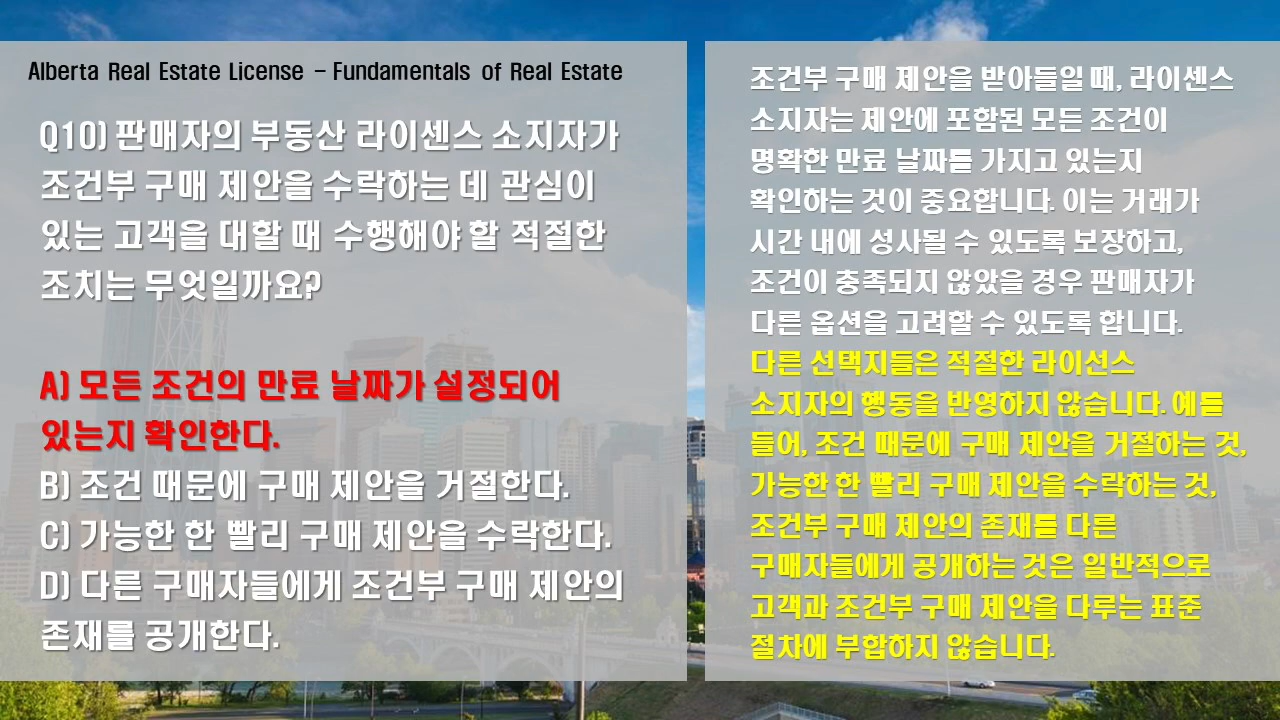 Alberta Real Estate License - Fundamentals of Real Estate
Q10) 판매자의 부동산 라이센스 소지자가
조건부 구매 제안을 수락하는 데 관심이
있는 고객을 대할 때 수행해야 할 적절한
조치는 무엇일까요?
A) 모든 조건의 만료 날짜가 설정되어
있는지 확인한다.
B) 조건 때문에 구매 제안을 거절한다.
C) 가능한 한 빨리 구매 제안을 수락한다.
D) 다른 구매자들에게 조건부 구매 제안의
존재를 공개한다.
조건부 구매 제안을 받아들일 때, 라이센스
소지자는 제안에 포함된 모든 조건이
명확한 만료 날짜를 가지고 있는지
확인하는 것이 중요합니다. 이는 거래가
시간 내에 성사될 수 있도록 보장하고,
조건이 충족되지 않았을 경우 판매자가
다른 옵션을 고려할 수 있도록 합니다.
다른 선택지들은 적절한 라이선스
소지자의 행동을 반영하지 않습니다. 예를
들어, 조건 때문에 구매 제안을 거절하는 것,
가능한 한 빨리 구매 제안을 수락하는 것,
조건부 구매 제안의 존재를 다른
구매자들에게 공개하는 것은 일반적으로
고객과 조건부 구매 제안을 다루는 표준
절차에 부합하지 않습니다.